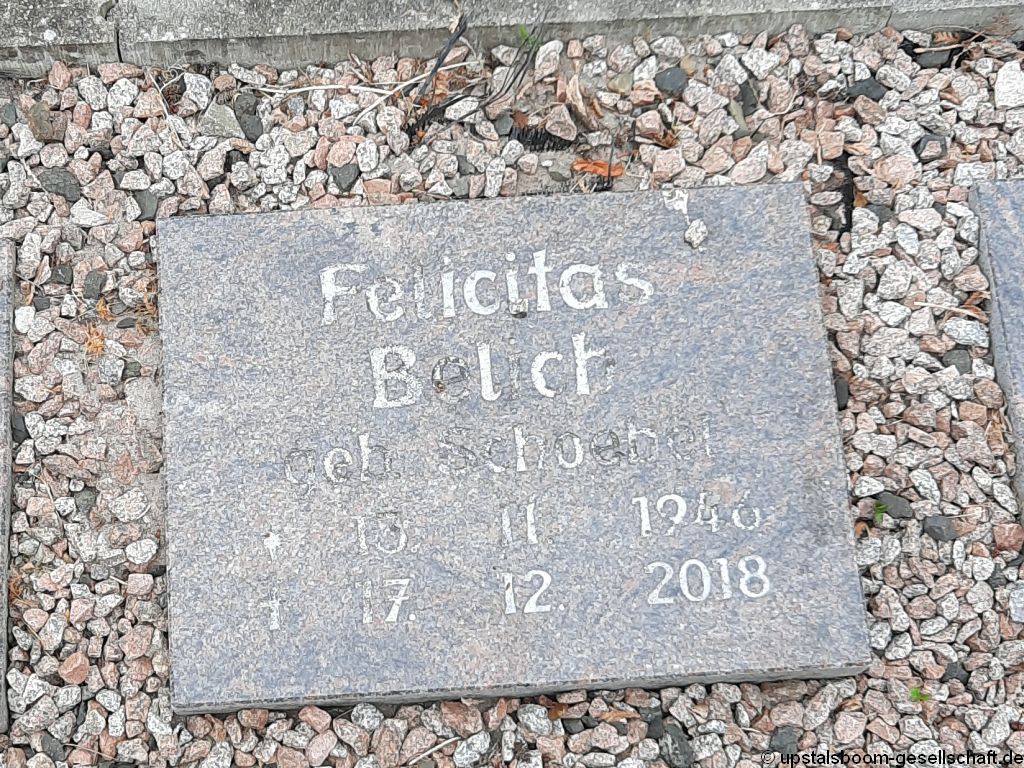 Felicitas
Belich
geb. Schoebel
* 13. 11. 1946
† 17. 12. 2018
© upstalsboom-gesellschaft.de